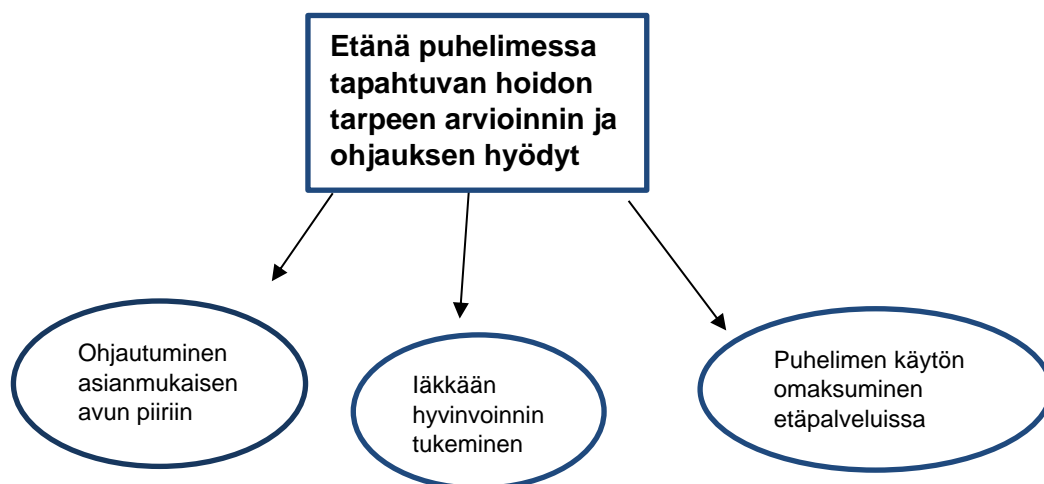 Etänä puhelimessa
tapahtuvan hoidon
tarpeen arvioinnin ja
ohjauksen hyödyt
Ohjautuminen
asianmukaisen
avun piiriin
Iäkkään
hyvinvoinnin
tukeminen
Puhelimen käytön
omaksuminen
etäpalveluissa